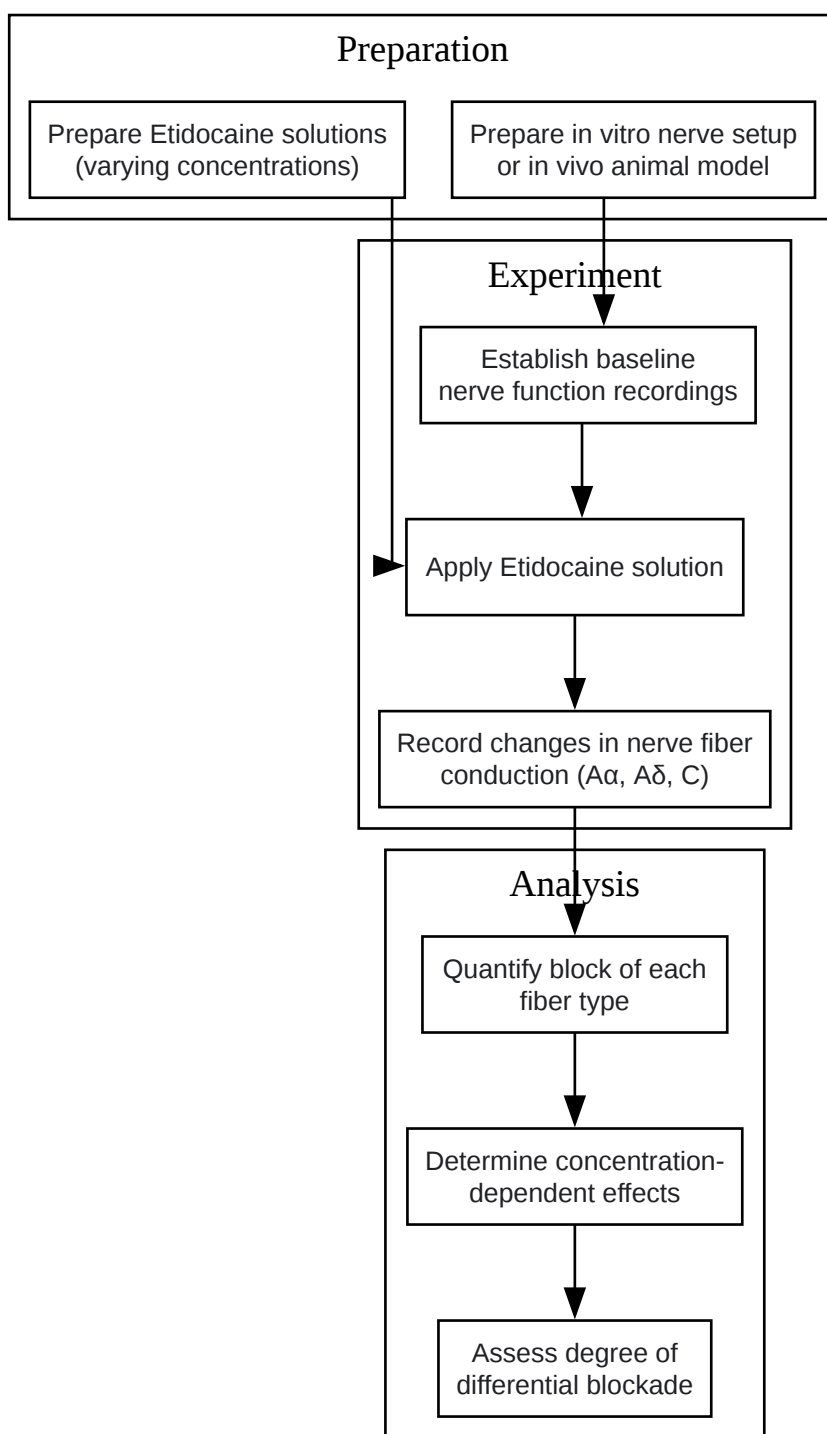 Preparation
Prepare Etidocaine solutions
(varying concentrations)
Prepare in vitro nerve setup
or in vivo animal model
Experiment
Establish baseline
nerve function recordings
Apply Etidocaine solution
Record changes in nerve fiber
conduction (Aα, Aδ, C)
Analysis
Quantify block of each
fiber type
Determine concentration-
dependent effects
Assess degree of
differential blockade